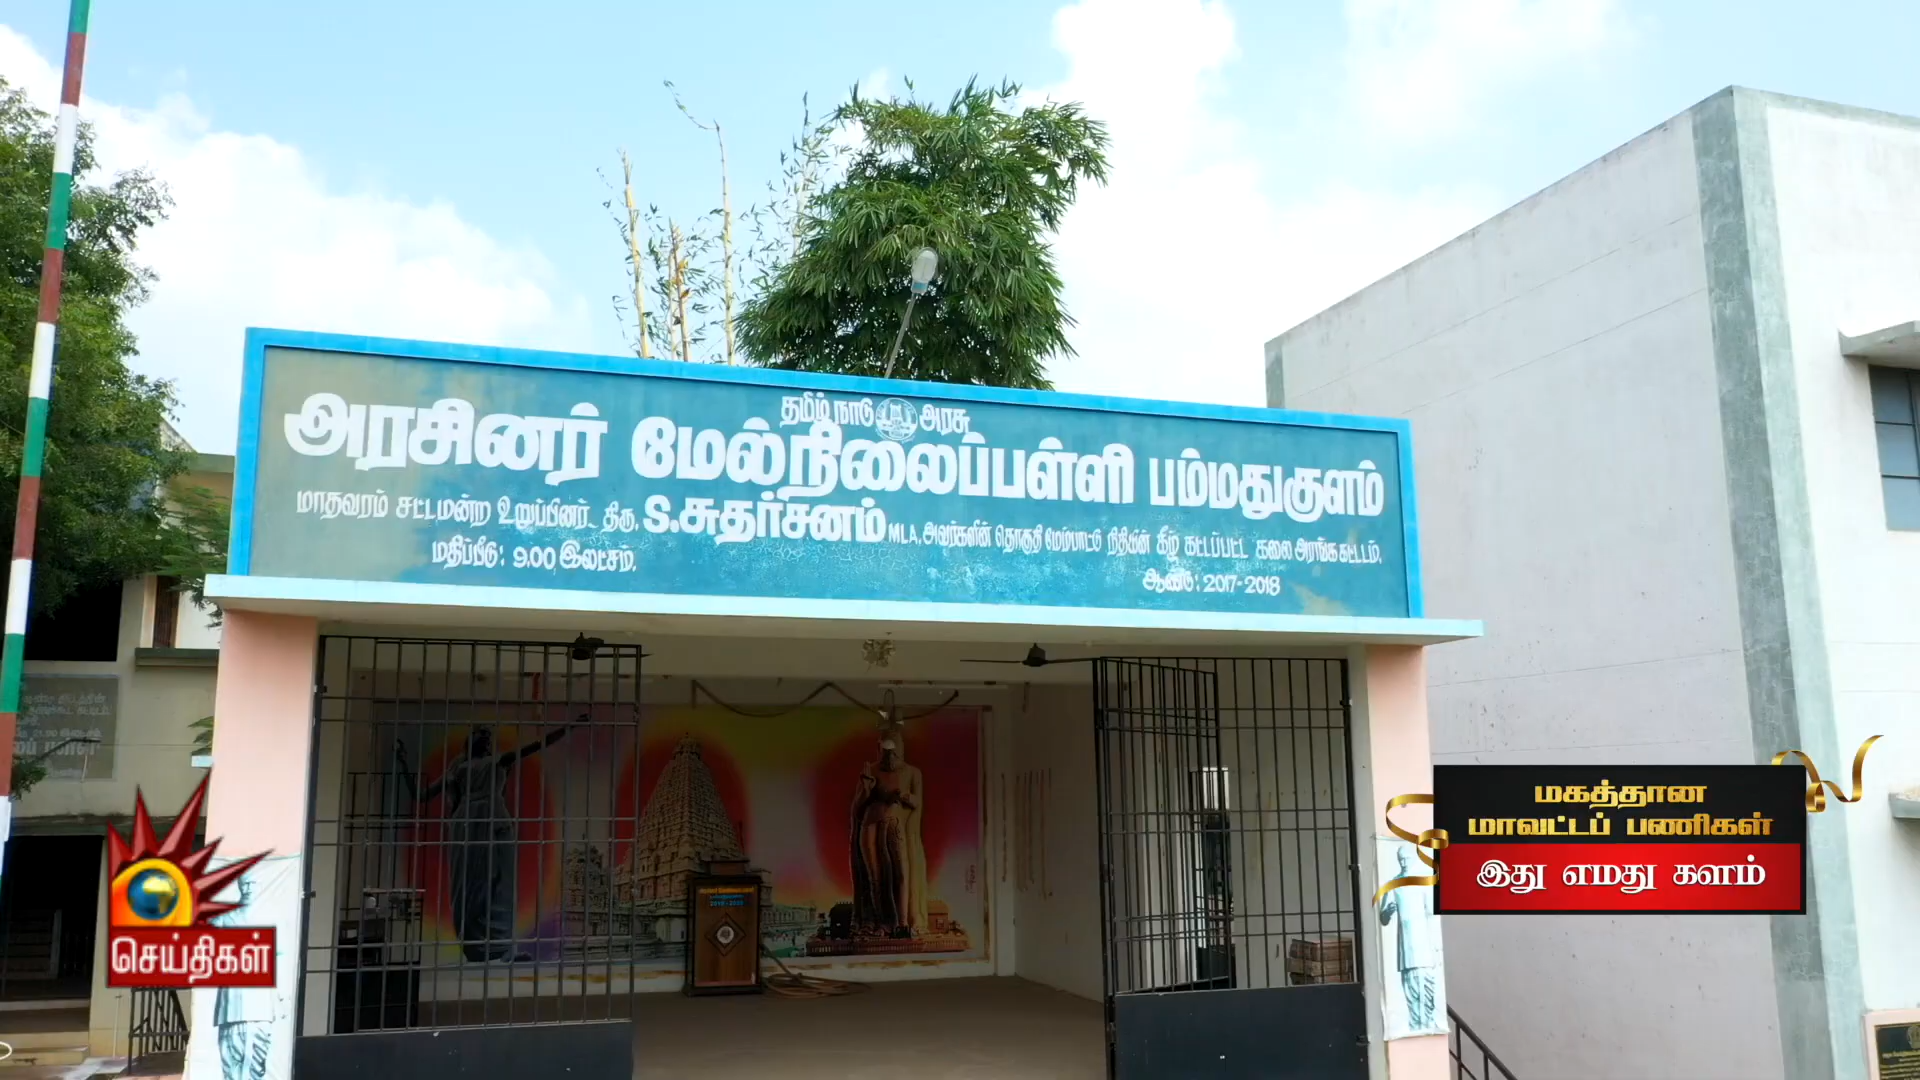 தமிழ் நாடு அரசு
அரசினர் மேல்நிலைப்பள்ளி பம்மதுகுளம்
மாதவரம் சட்டமன்ற உறுப்பினர். திரு. S.சுதர்சனம் MLA. அவர்களின் தொகுதி மேம்பாட்டு நிதியின் கீழ் கட்டப்பட்ட கலை அரங்க கட்டடம்.
மதிப்பீடு: 9.00 இலட்சம்.
ஆண்டு: 2017-2018
மகத்தான
மாவட்டப் பணிகள்
இது எமது களம்
செய்திகள்